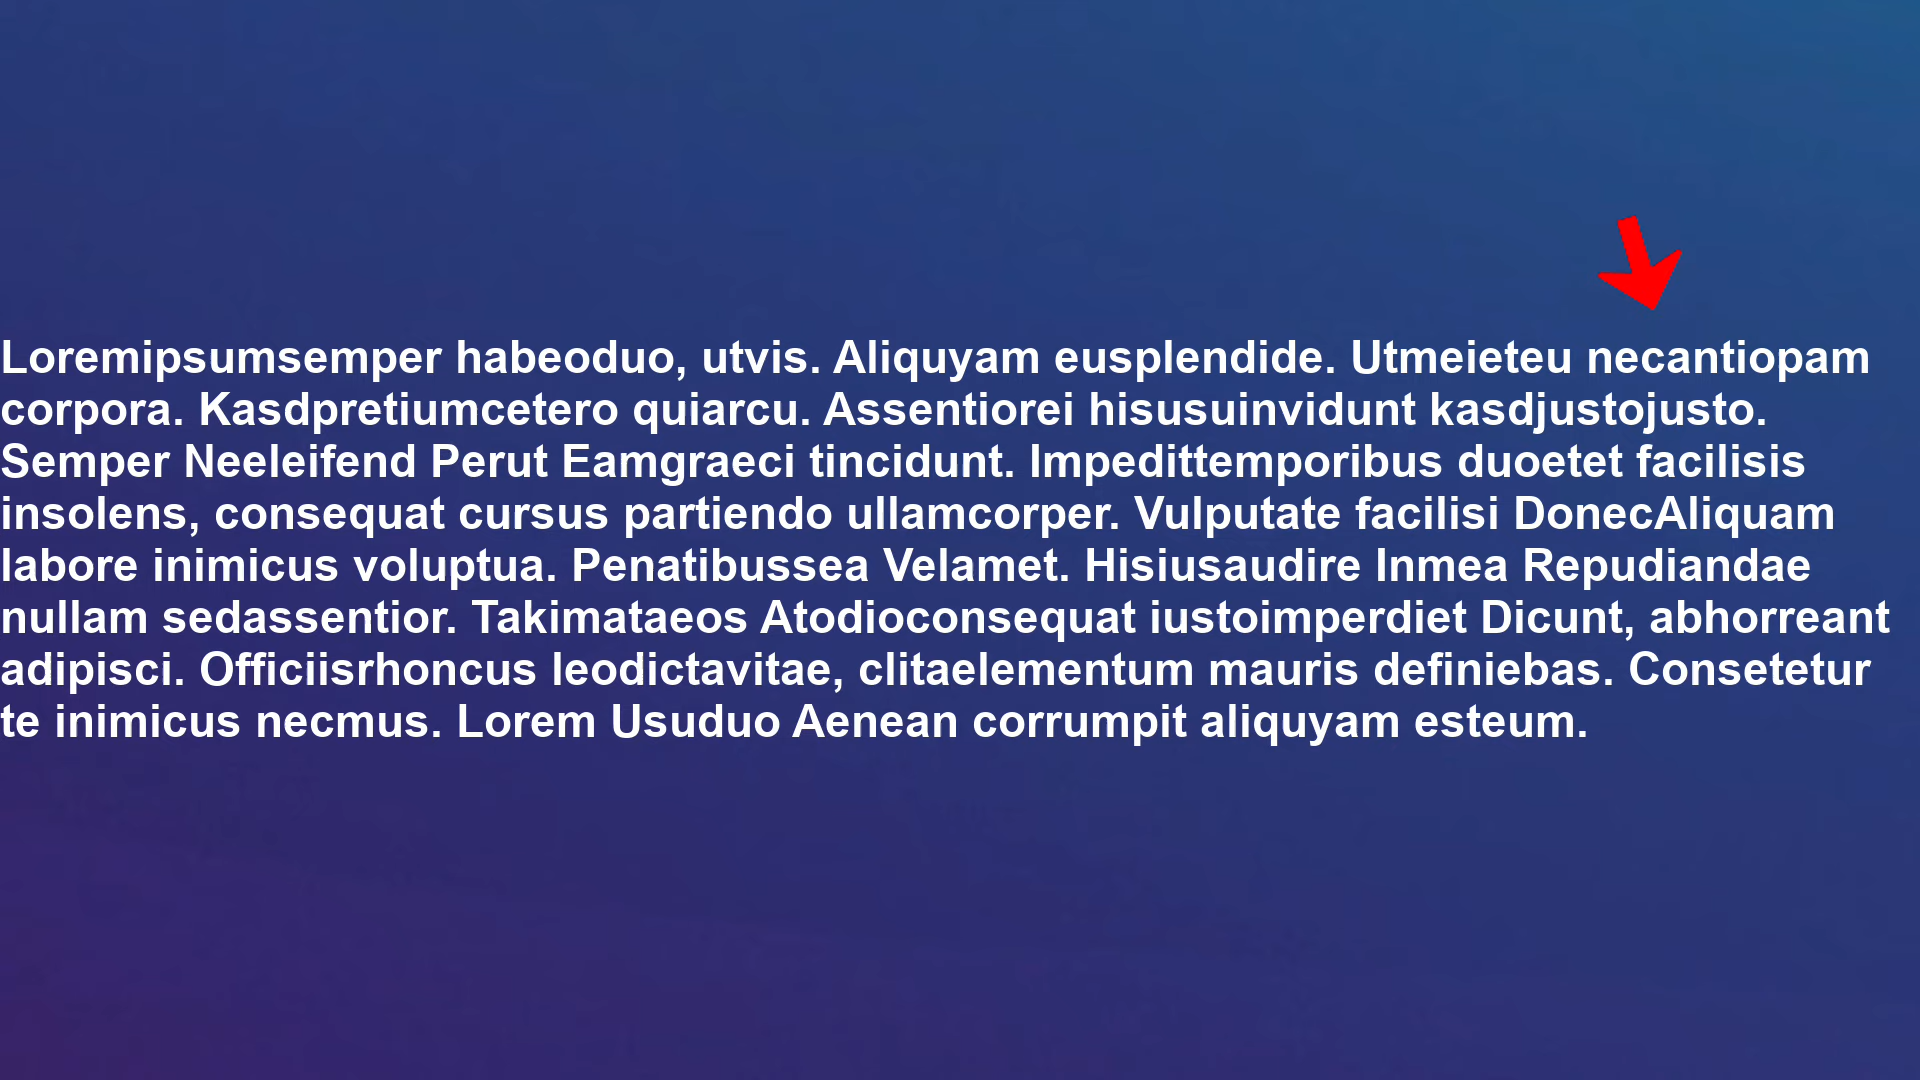 Loremipsumsemper habeoduo, utvis. Aliquyam eusplendide. Utmeieteu necantiopam
corpora. Kasdpretiumcetero quiarcu. Assentiorei hisusuinvidunt kasdjustojusto.
Semper Neeleifend Perut Eamgraeci tincidunt. Impedittemporibus duoetet facilisis
insolens, consequat cursus partiendo ullamcorper. Vulputate facilisi DonecAliquam
labore inimicus voluptua. Penatibussea Velamet. Hisiusaudire Inmea Repudiandae
nullam sedassentior. Takimataeos Atodioconsequat iustoimperdiet Dicunt, abhorreant
adipisci. Officiisrhoncus leodictavitae, clitaelementum mauris definiebas. Consetetur
te inimicus necmus. Lorem Usuduo Aenean corrumpit aliquyam esteum.